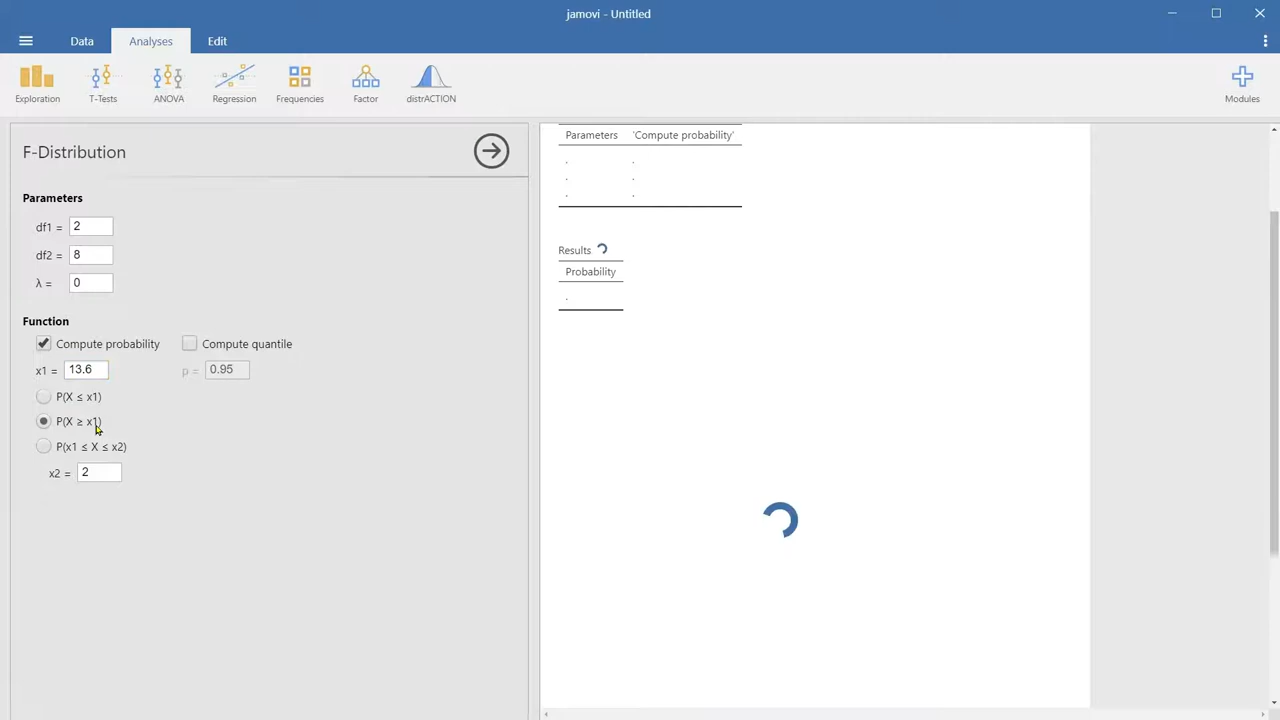 jamovi - Untitled
Data Analyses Edit
Exploration T-Tests ANOVA Regression Frequencies Factor distrACTION Modules
F-Distribution
Parameters
df1 = 2
df2 = 8
λ = 0
Function
Compute probability Compute quantile
x1 = 13.6 p = 0.95
P(X ≤ x1)
P(X ≥ x1)
P(x1 ≤ X ≤ x2)
x2 = 2
Parameters 'Compute probability'
. .
. .
. .
Results
Probability
.